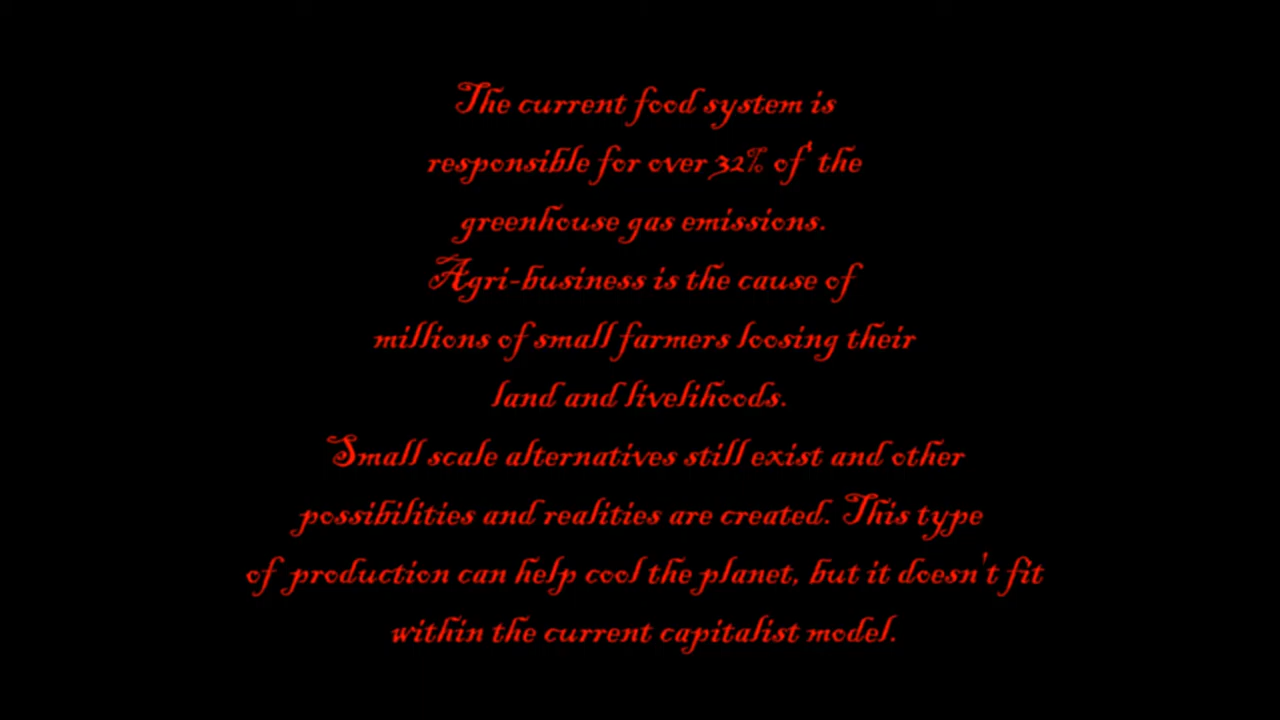 The current food system is
responsible for over 32% of the
greenhouse gas emissions.
Agri-business is the cause of
millions of small farmers loosing their
land and livelihoods.
Small scale alternatives still exist and other
possibilities and realities are created. This type
of production can help cool the planet, but it doesn't fit
within the current capitalist model.